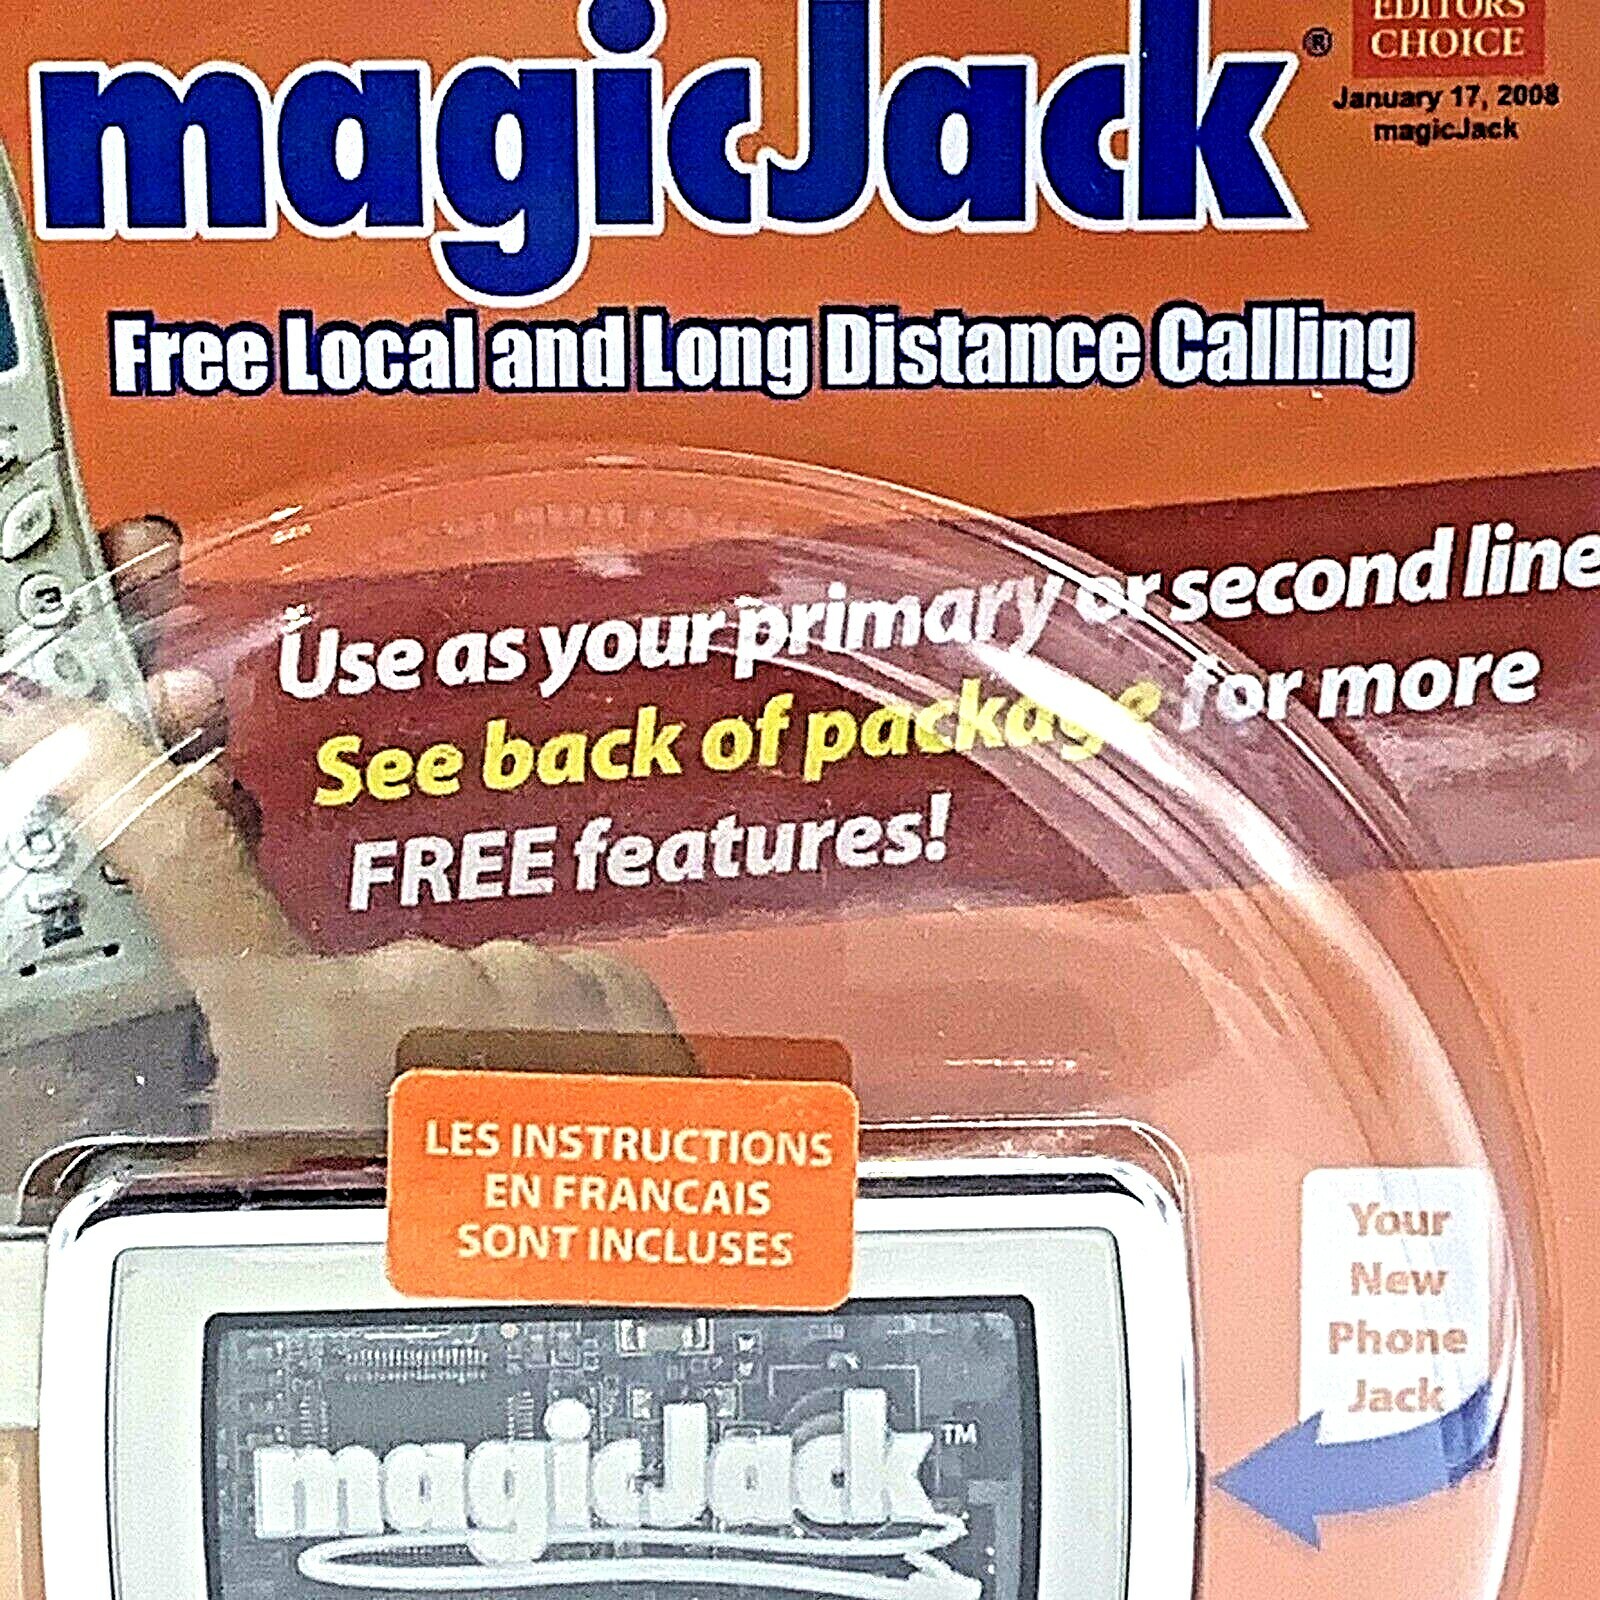 magicJack®
EDITORS
CHOICE
January 17, 2008
magicJack
Free Local and Long Distance Calling
Use as your primary or second line
See back of package for more
FREE features!
LES INSTRUCTIONS
EN FRANCAIS
SONT INCLUSES
Your
New
Phone
Jack
magicJack™
3